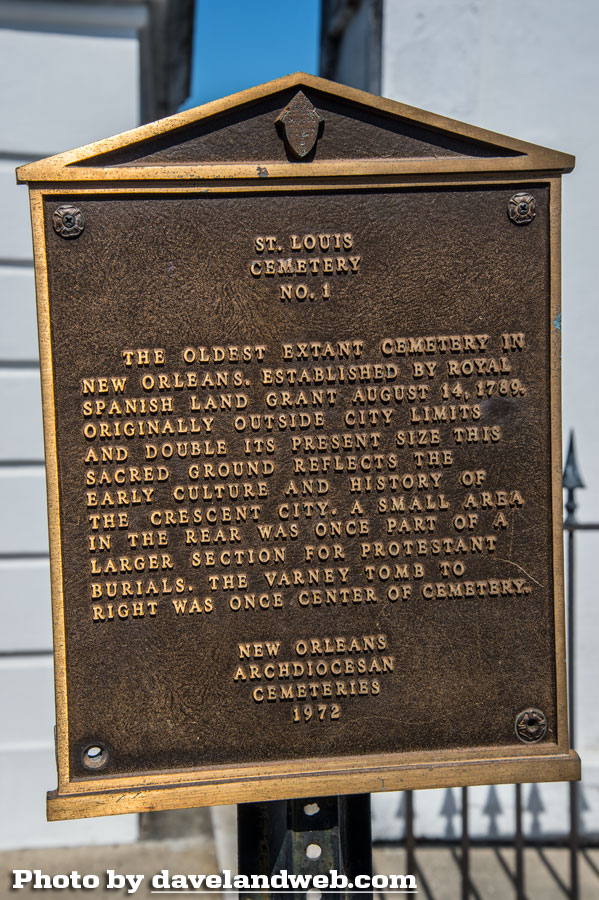 ST. LOUIS
CEMETERY
NO. 1
THE OLDEST EXTANT CEMETERY IN
NEW ORLEANS. ESTABLISHED BY ROYAL
SPANISH LAND GRANT AUGUST 14, 1789.
ORIGINALLY OUTSIDE CITY LIMITS
AND DOUBLE ITS PRESENT SIZE THIS
SACRED GROUND REFLECTS THE
EARLY CULTURE AND HISTORY OF
THE CRESCENT CITY. A SMALL AREA
IN THE REAR WAS ONCE PART OF A
LARGER SECTION FOR PROTESTANT
BURIALS. THE VARNEY TOMB TO
RIGHT WAS ONCE CENTER OF CEMETERY.
NEW ORLEANS
ARCHDIOCESAN
CEMETERIES
1972
Photo by davelandweb.com